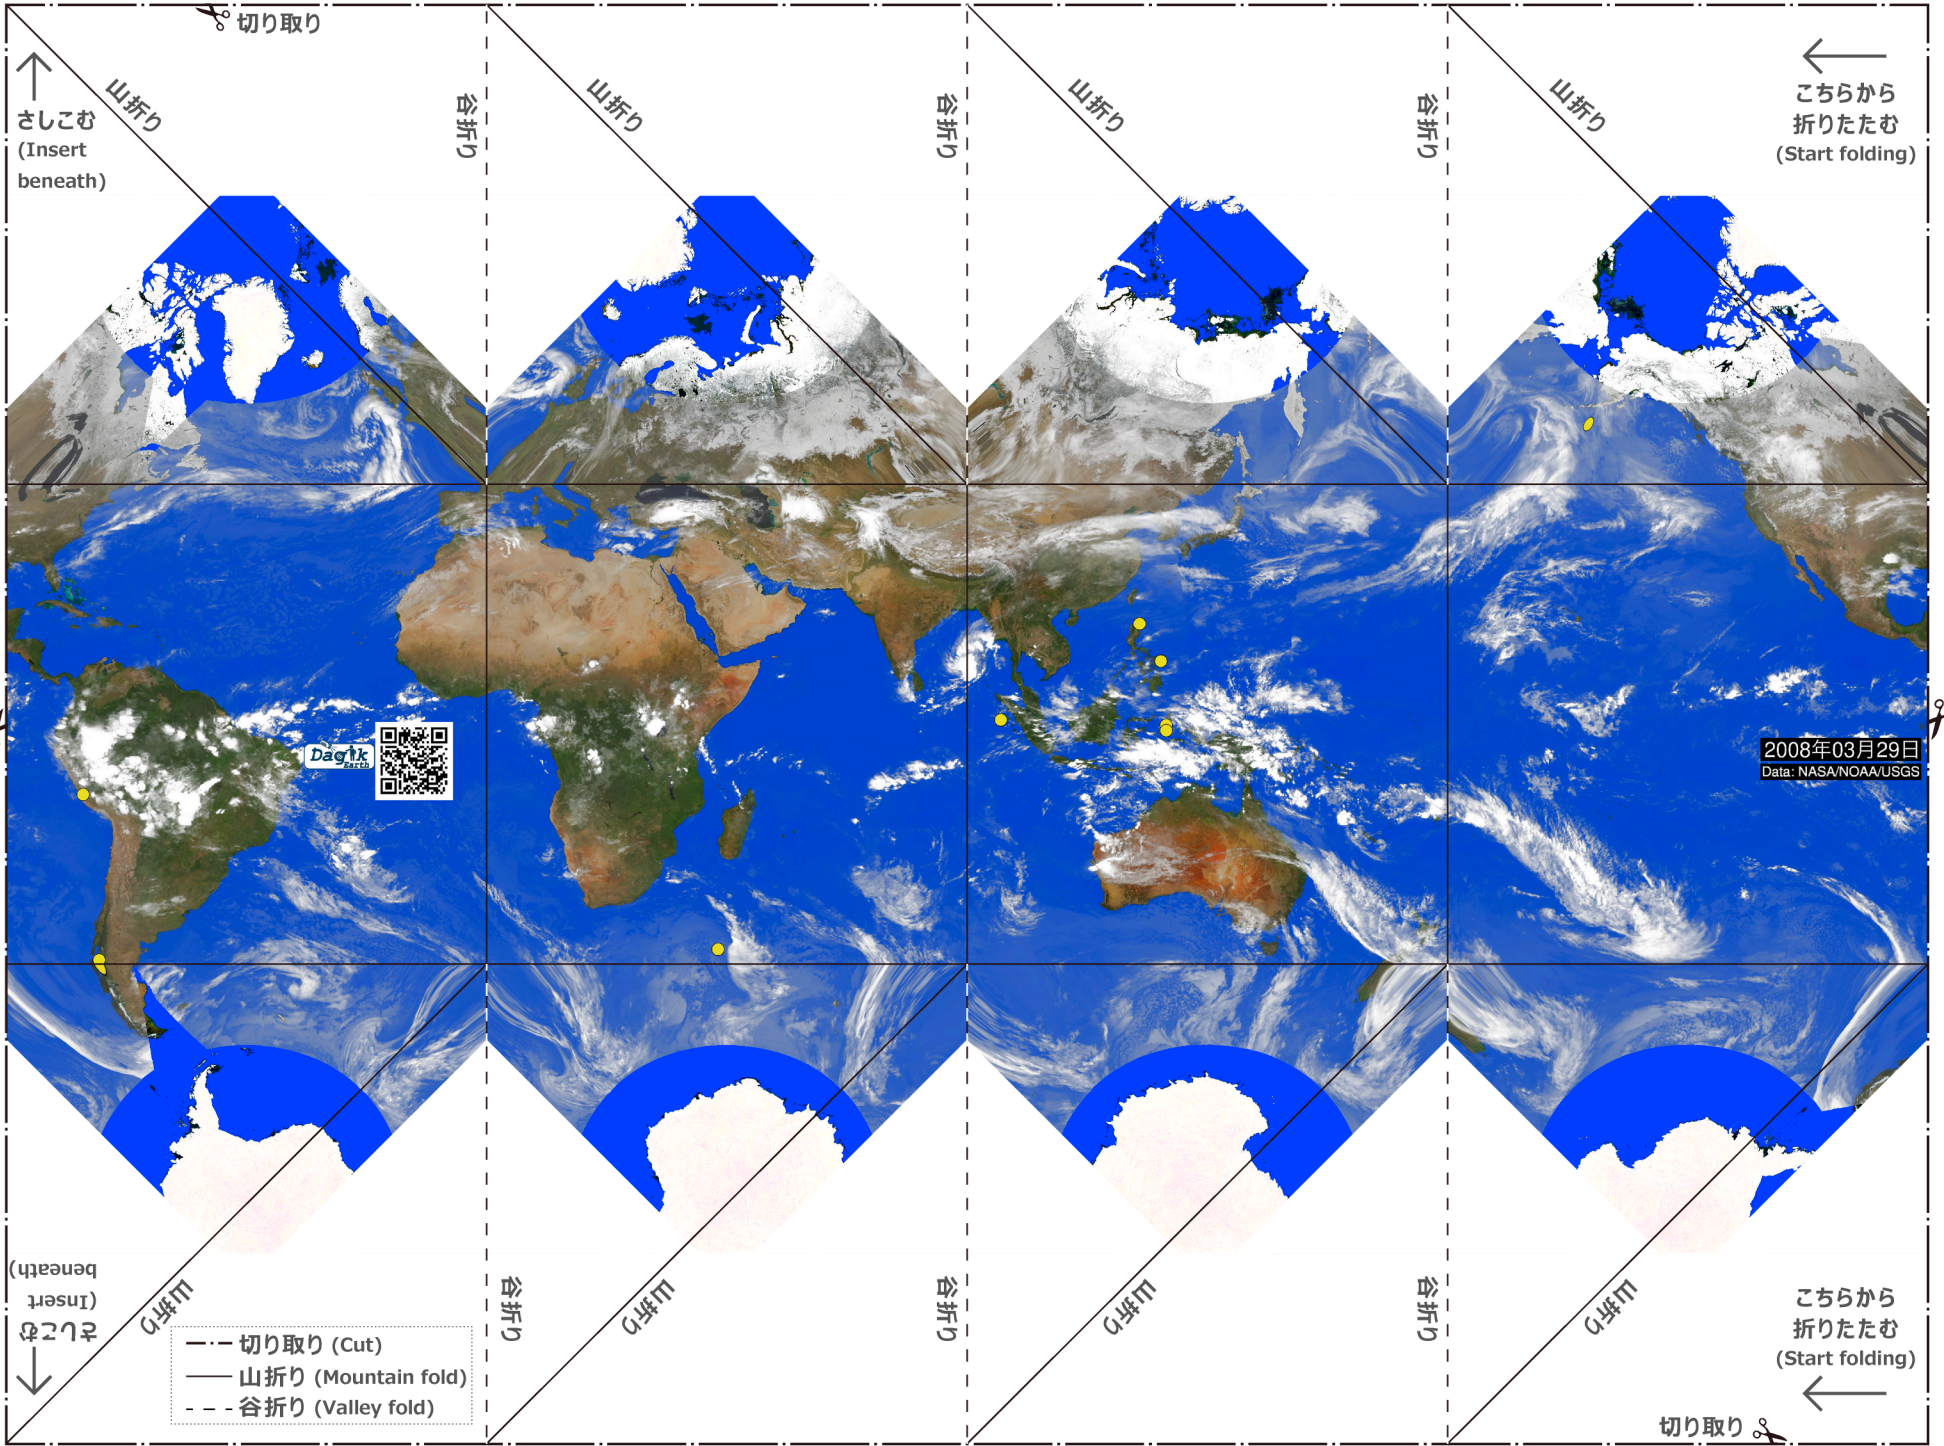 切り取り
山折り
谷折り
山折り
谷折り
山折り
谷折り
山折り
さしこむ
(Insert
beneath)
こちらから
折りたたむ
(Start folding)
Dagik
Earth
2008年03月29日
Data: NASA/NOAA/USGS
さしこむ
(Insert
beneath)
山折り
谷折り
山折り
谷折り
山折り
谷折り
山折り
切り取り (Cut)
山折り (Mountain fold)
谷折り (Valley fold)
こちらから
折りたたむ
(Start folding)
切り取り